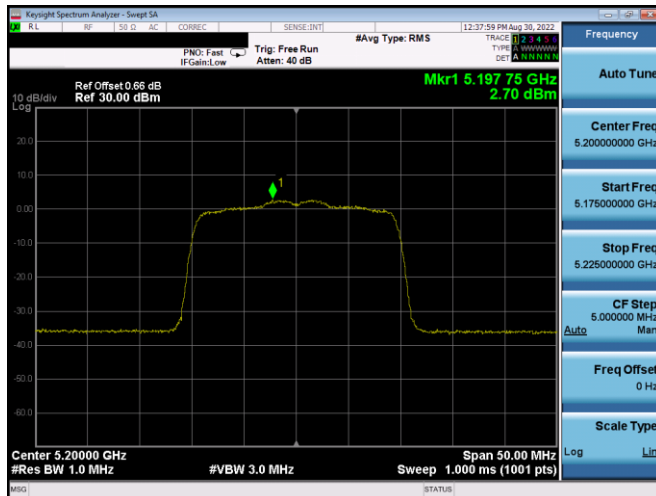 Keysight Spectrum Analyzer - Swept SA
RL RF 50 Ω AC CORREC SENSE:INT 12:37:59 PM Aug 30, 2022
#Avg Type: RMS
TRACE 1 2 3 4 5 6
TYPE A WWWWW
DET A N N N N N
PNO: Fast Trig: Free Run
IFGain:Low Atten: 40 dB
Mkr1 5.197 75 GHz
2.70 dBm
Ref Offset 0.66 dB
10 dB/div Ref 30.00 dBm
Log
1
20.0
10.0
0.00
-10.0
-20.0
-30.0
-40.0
-50.0
-60.0
Center 5.20000 GHz Span 50.00 MHz
#Res BW 1.0 MHz #VBW 3.0 MHz Sweep 1.000 ms (1001 pts)
MSG STATUS
Frequency
Auto Tune
Center Freq
5.200000000 GHz
Start Freq
5.175000000 GHz
Stop Freq
5.225000000 GHz
CF Step
5.000000 MHz
Auto Man
Freq Offset
0 Hz
Scale Type
Log Lin